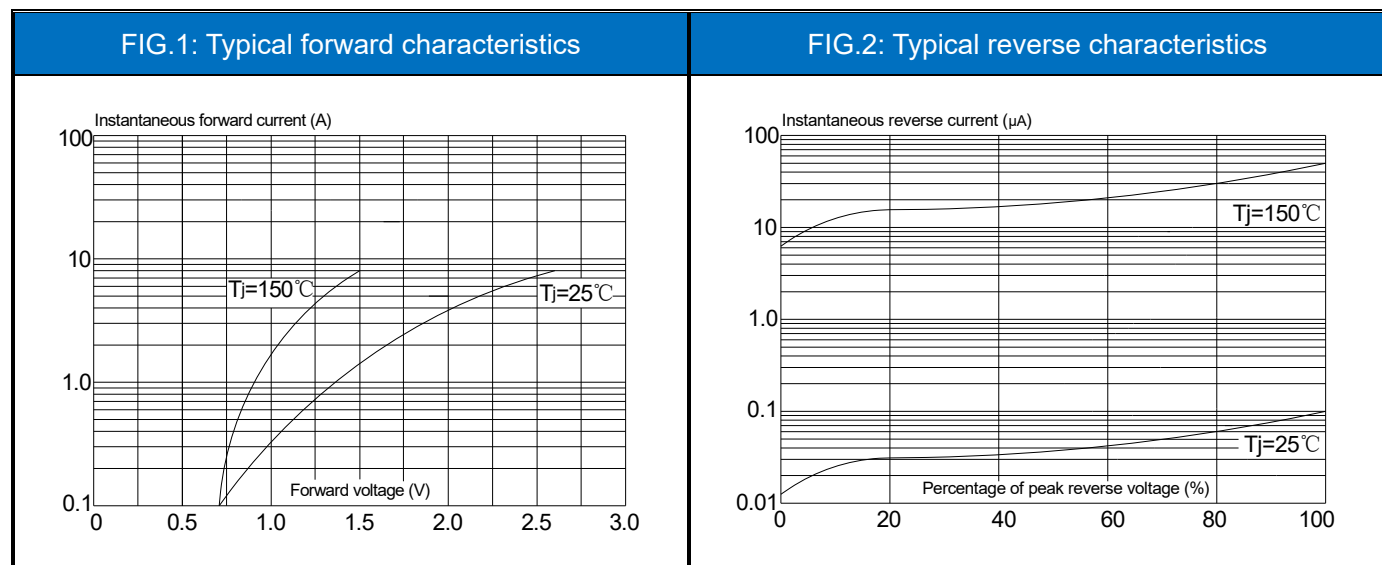 FIG.1: Typical forward characteristics
FIG.2: Typical reverse characteristics
Instantaneous forward current (A)
100
10
1.0
0.1
Tj=150℃
Tj=25℃
Forward voltage (V)
0 0.5 1.0 1.5 2.0 2.5 3.0
Instantaneous reverse current (μA)
100
10
1.0
0.1
0.01
Tj=150℃
Tj=25℃
Percentage of peak reverse voltage (%)
0 20 40 60 80 100